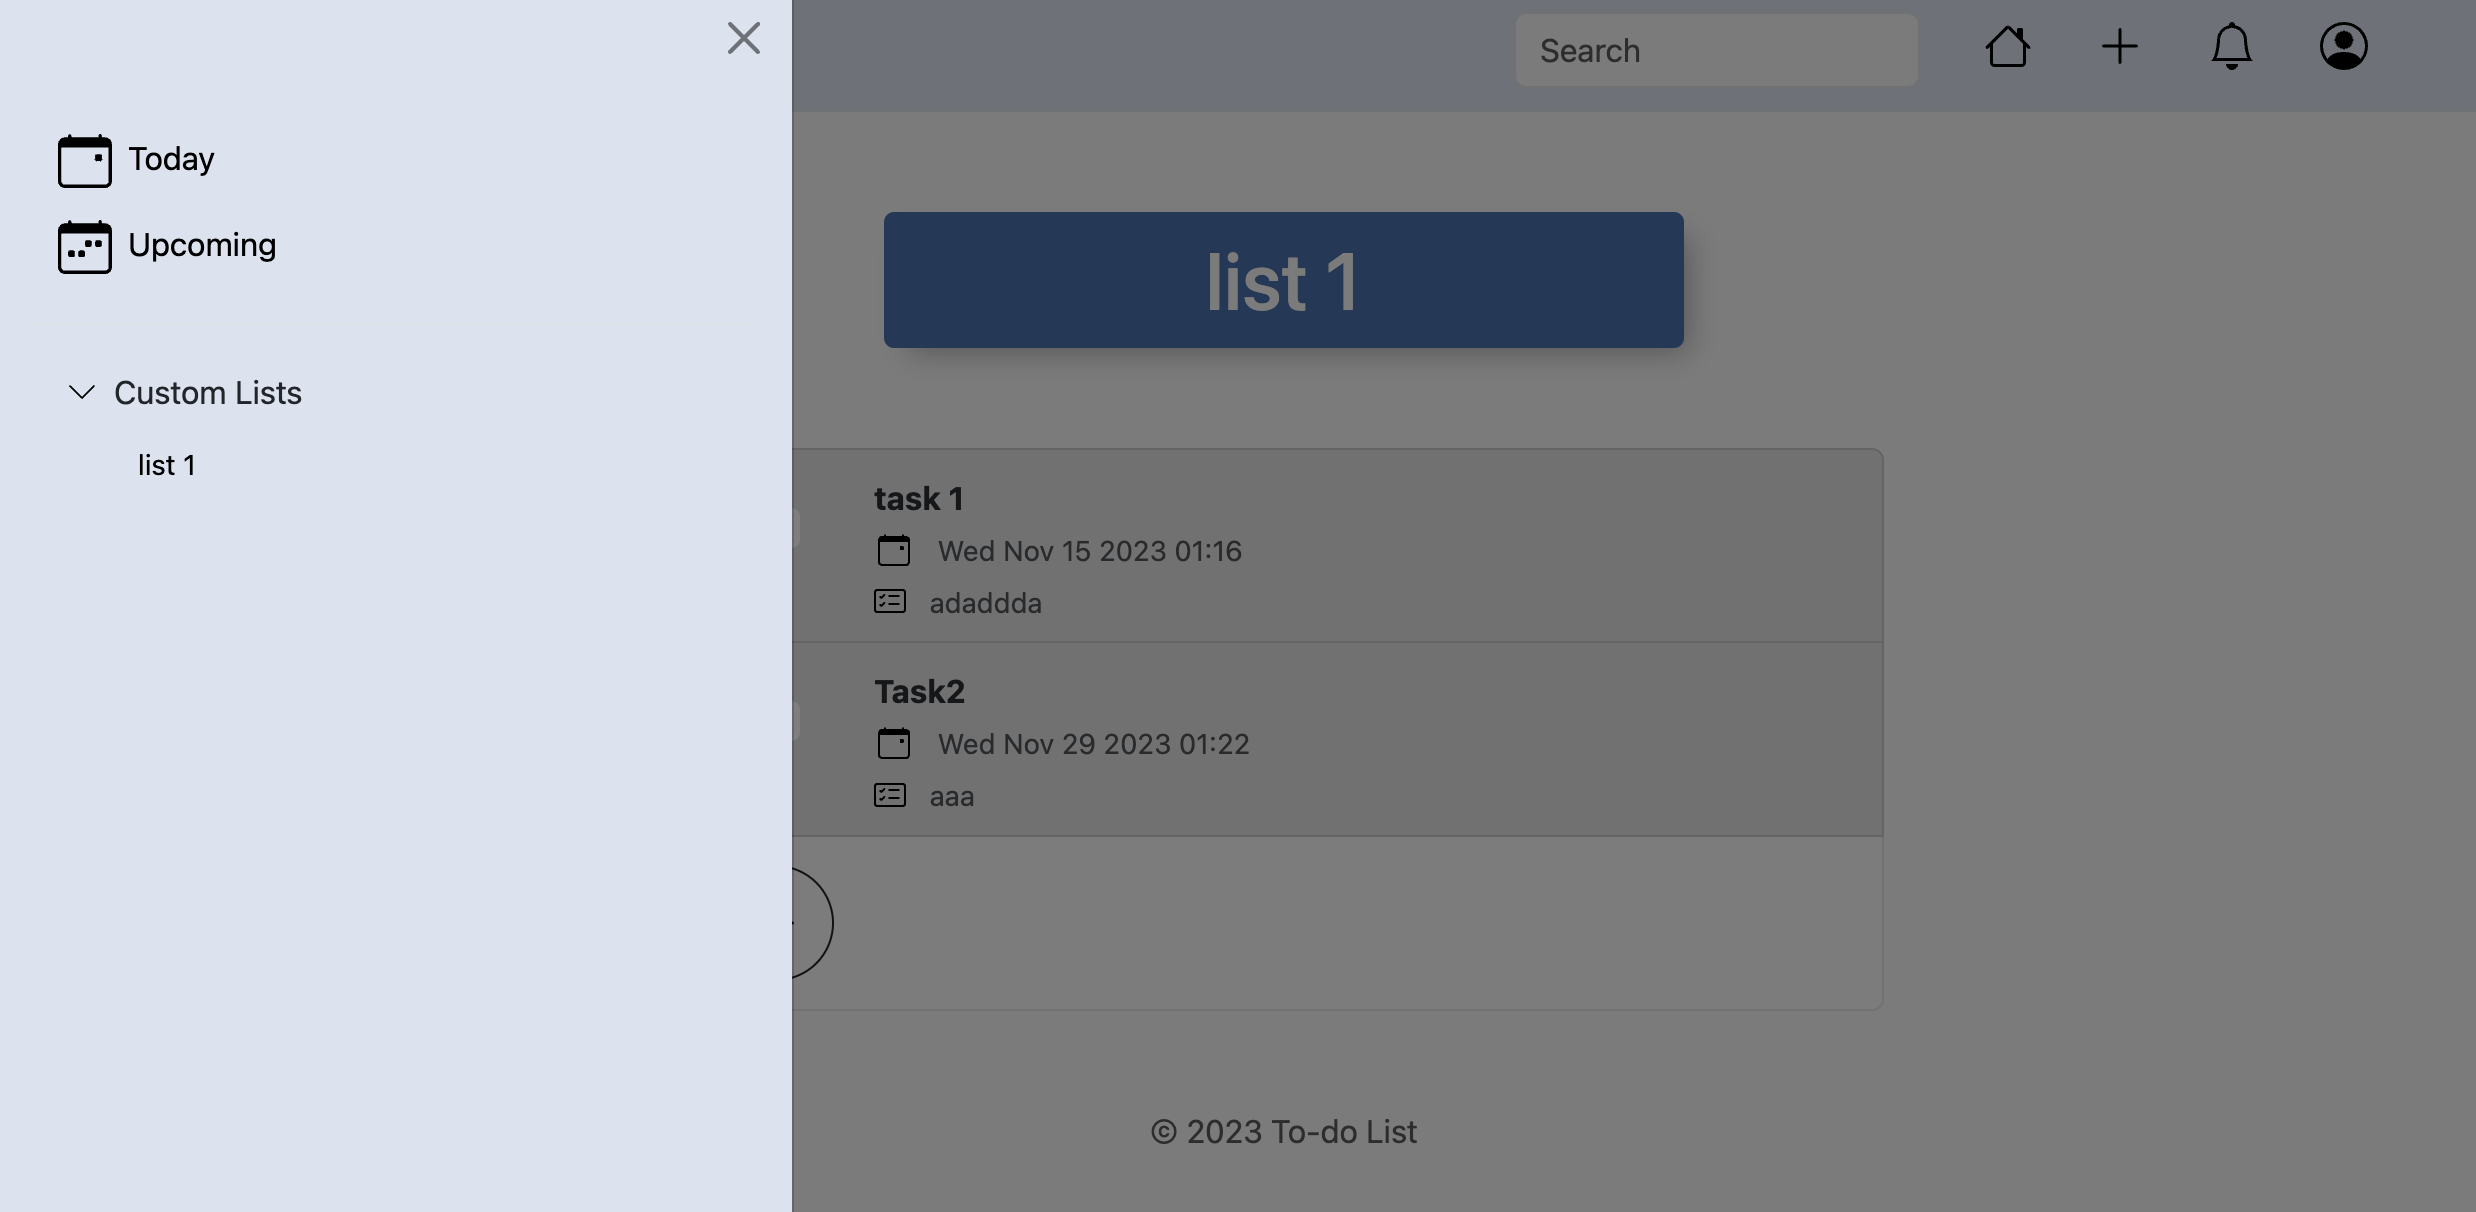 Search
Today
Upcoming
Custom Lists
list 1
list 1
task 1
Wed Nov 15 2023 01:16
adaddda
Task2
Wed Nov 29 2023 01:22
aaa
© 2023 To-do List